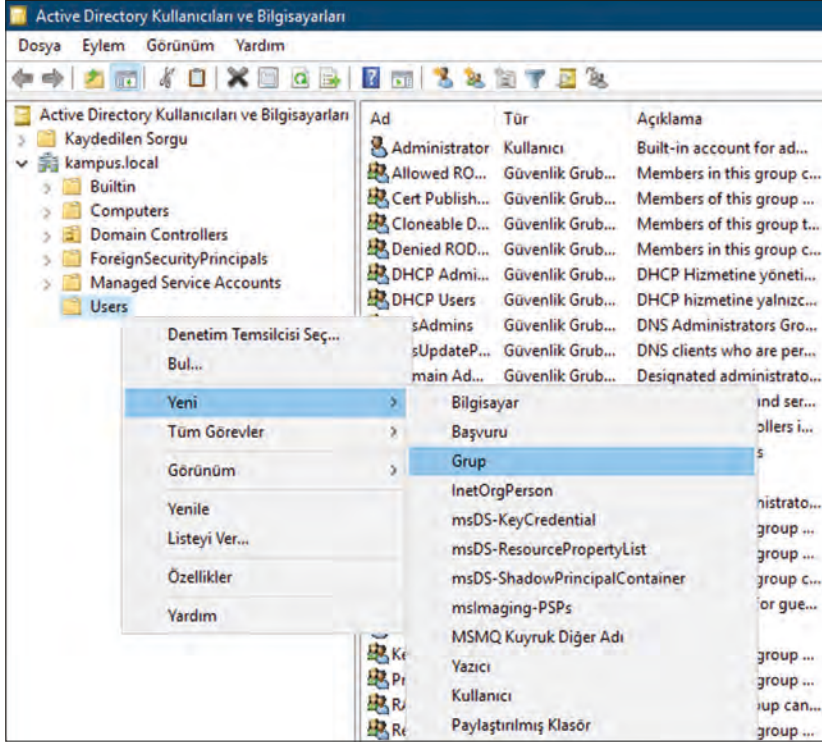 Active Directory Kullanıcıları ve Bilgisayarları
Dosya Eylem Görünüm Yardım
Active Directory Kullanıcıları ve Bilgisayarları
Kaydedilen Sorgu
kampus.local
Builtin
Computers
Domain Controllers
ForeignSecurityPrincipals
Managed Service Accounts
Users
Ad Tür Açıklama
Administrator Kullanıcı Built-in account for ad...
Allowed RO... Güvenlik Grub... Members in this group c...
Cert Publish... Güvenlik Grub... Members of this group ...
Cloneable D... Güvenlik Grub... Members of this group t...
Denied ROD... Güvenlik Grub... Members in this group c...
DHCP Admi... Güvenlik Grub... DHCP Hizmetine yöneti...
DHCP Users Güvenlik Grub... DHCP hizmetine yalnızc...
sAdmins Güvenlik Grub... DNS Administrators Gro...
sUpdateP... Güvenlik Grub... DNS clients who are per...
main Ad... Güvenlik Grub... Designated administrato...
nd ser...
ollers i...
s
nistrato...
group ...
group ...
group c...
or gue...
Ke group ...
Pr group ...
RA up can...
Re group ...
Denetim Temsilcisi Seç...
Bul...
Yeni
Tüm Görevler
Görünüm
Yenile
Listeyi Ver...
Özellikler
Yardım
Bilgisayar
Başvuru
Grup
InetOrgPerson
msDS-KeyCredential
msDS-ResourcePropertyList
msDS-ShadowPrincipalContainer
msImaging-PSPs
MSMQ Kuyruk Diğer Adı
Yazıcı
Kullanıcı
Paylaştırılmış Klasör